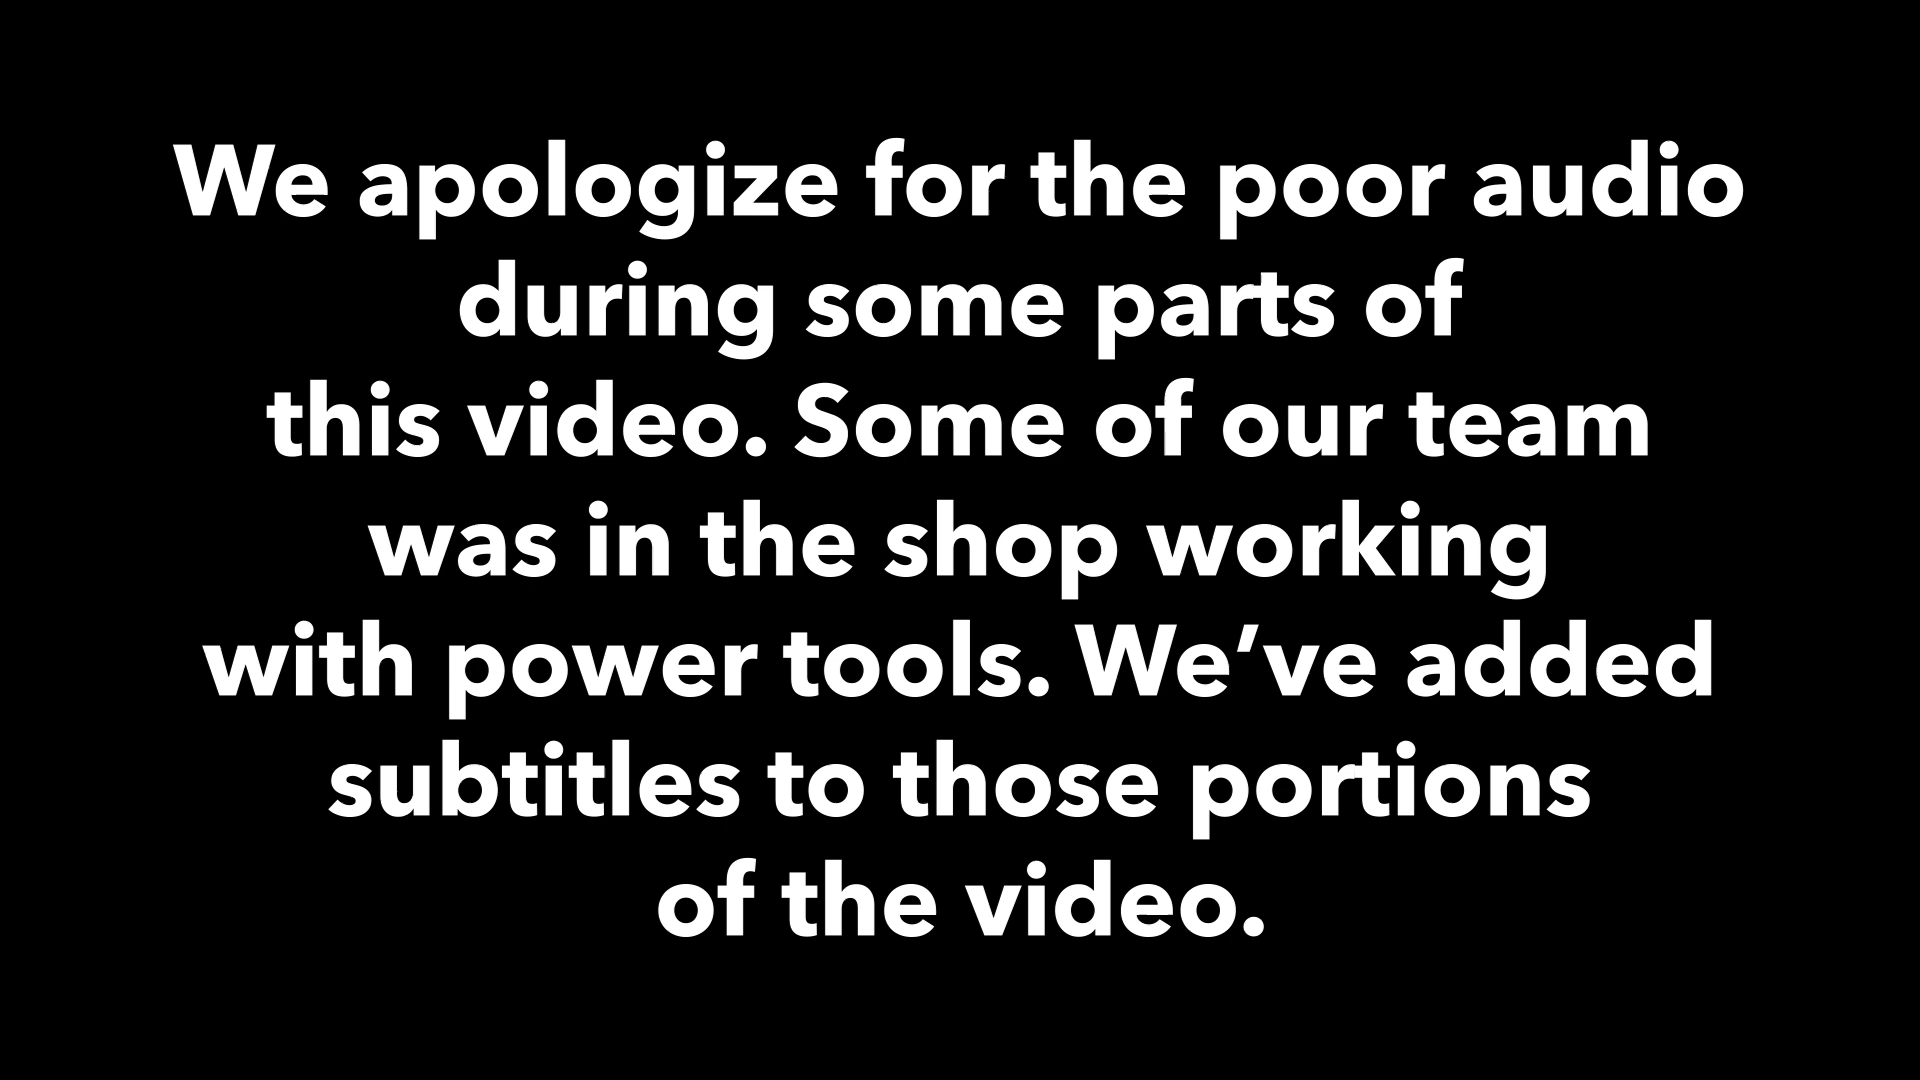 We apologize for the poor audio
during some parts of
this video. Some of our team
was in the shop working
with power tools. We’ve added
subtitles to those portions
of the video.